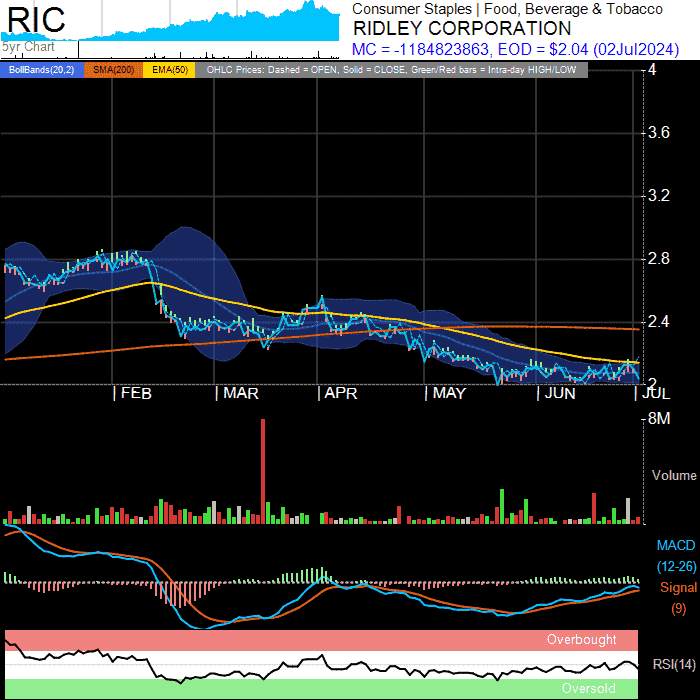 RIC
5yr Chart
Consumer Staples | Food, Beverage & Tobacco
RIDLEY CORPORATION
MC = -1184823863, EOD = $2.04 (02Jul2024)
BollBands(20,2) SMA(200) EMA(50) OHLC Prices: Dashed = OPEN, Solid = CLOSE, Green/Red bars = Intra-day HIGH/LOW
4
3.6
3.2
2.8
2.4
2
FEB MAR APR MAY JUN JUL
8M
Volume
MACD
(12-26)
Signal
(9)
Overbought
RSI(14)
Oversold